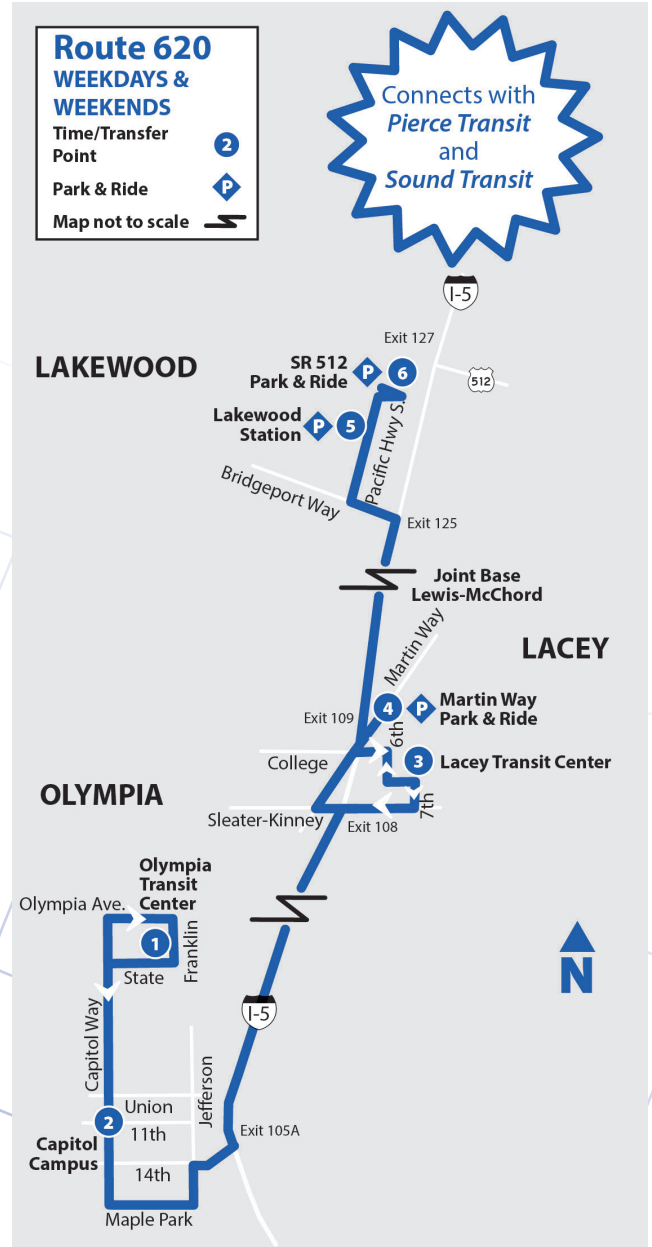 Route 620
WEEKDAYS &
WEEKENDS
Time/Transfer
Point
2
Park & Ride
P
Map not to scale
Connects with
Pierce Transit
and
Sound Transit
I-5
Exit 127
LAKEWOOD
SR 512
Park & Ride
P
6
512
Lakewood
Station
P
5
Pacific Hwy S.
Bridgeport Way
Exit 125
Joint Base
Lewis-McChord
Martin Way
LACEY
4
P
Martin Way
Park & Ride
Exit 109
6th
College
3
Lacey Transit Center
OLYMPIA
7th
Sleater-Kinney
Exit 108
Olympia
Transit
Center
Olympia Ave.
1
Franklin
State
N
Capitol Way
I-5
Jefferson
Union
2
11th
Exit 105A
Capitol
Campus
14th
Maple Park